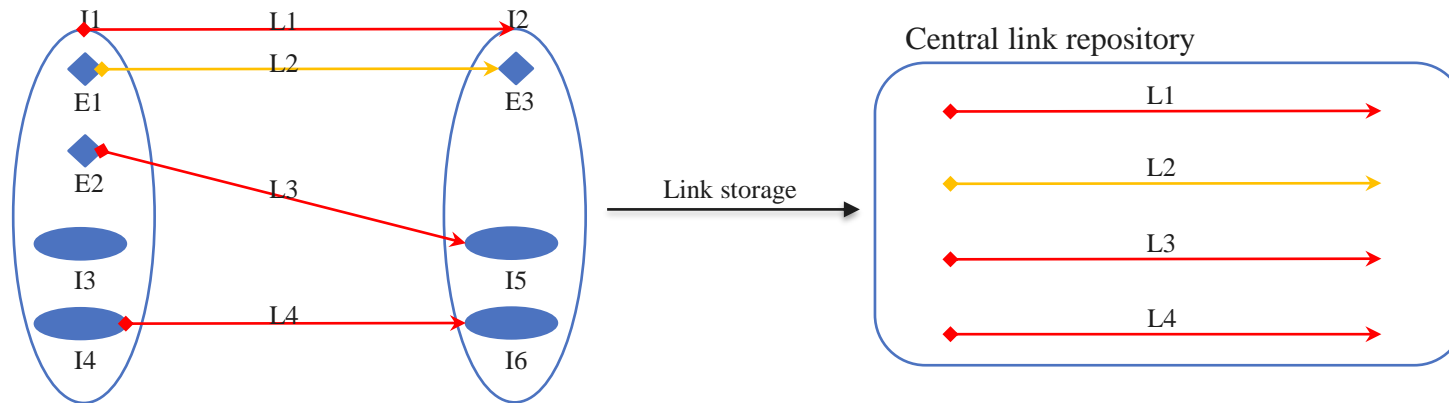 I1
L1
I2
L2
E1
E3
E2
L3
I3
I5
L4
I4
I6
Link storage
Central link repository
L1
L2
L3
L4